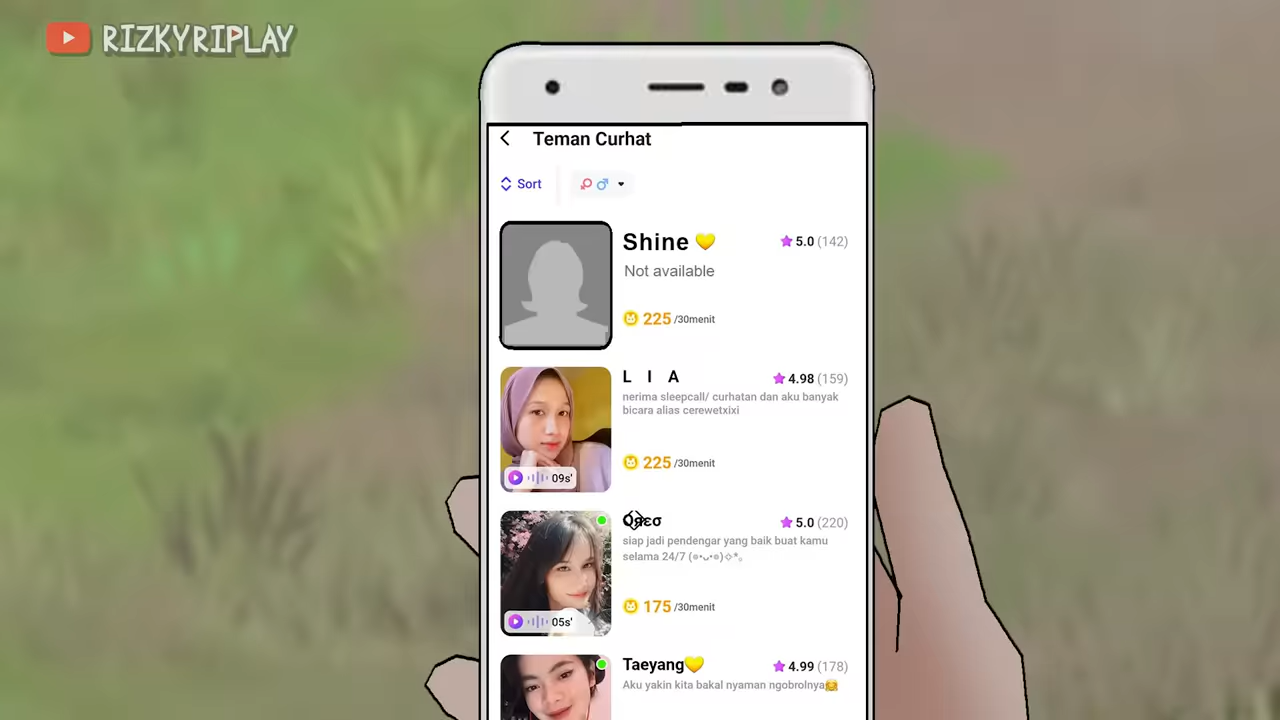 RIZKYRIPLAY
Teman Curhat
Sort
Shine 💛
5.0 (142)
Not available
225 /30menit
L I A
4.98 (159)
nerima sleepcall/ curhatan dan aku banyak
bicara alias cerewetxixi
225 /30menit
09s'
5.0 (220)
siap jadi pendengar yang baik buat kamu
selama 24/7 (๑•ᴗ•๑)✧*。
175 /30menit
05s'
Taeyang💛
4.99 (178)
Aku yakin kita bakal nyaman ngobrolnya🤗